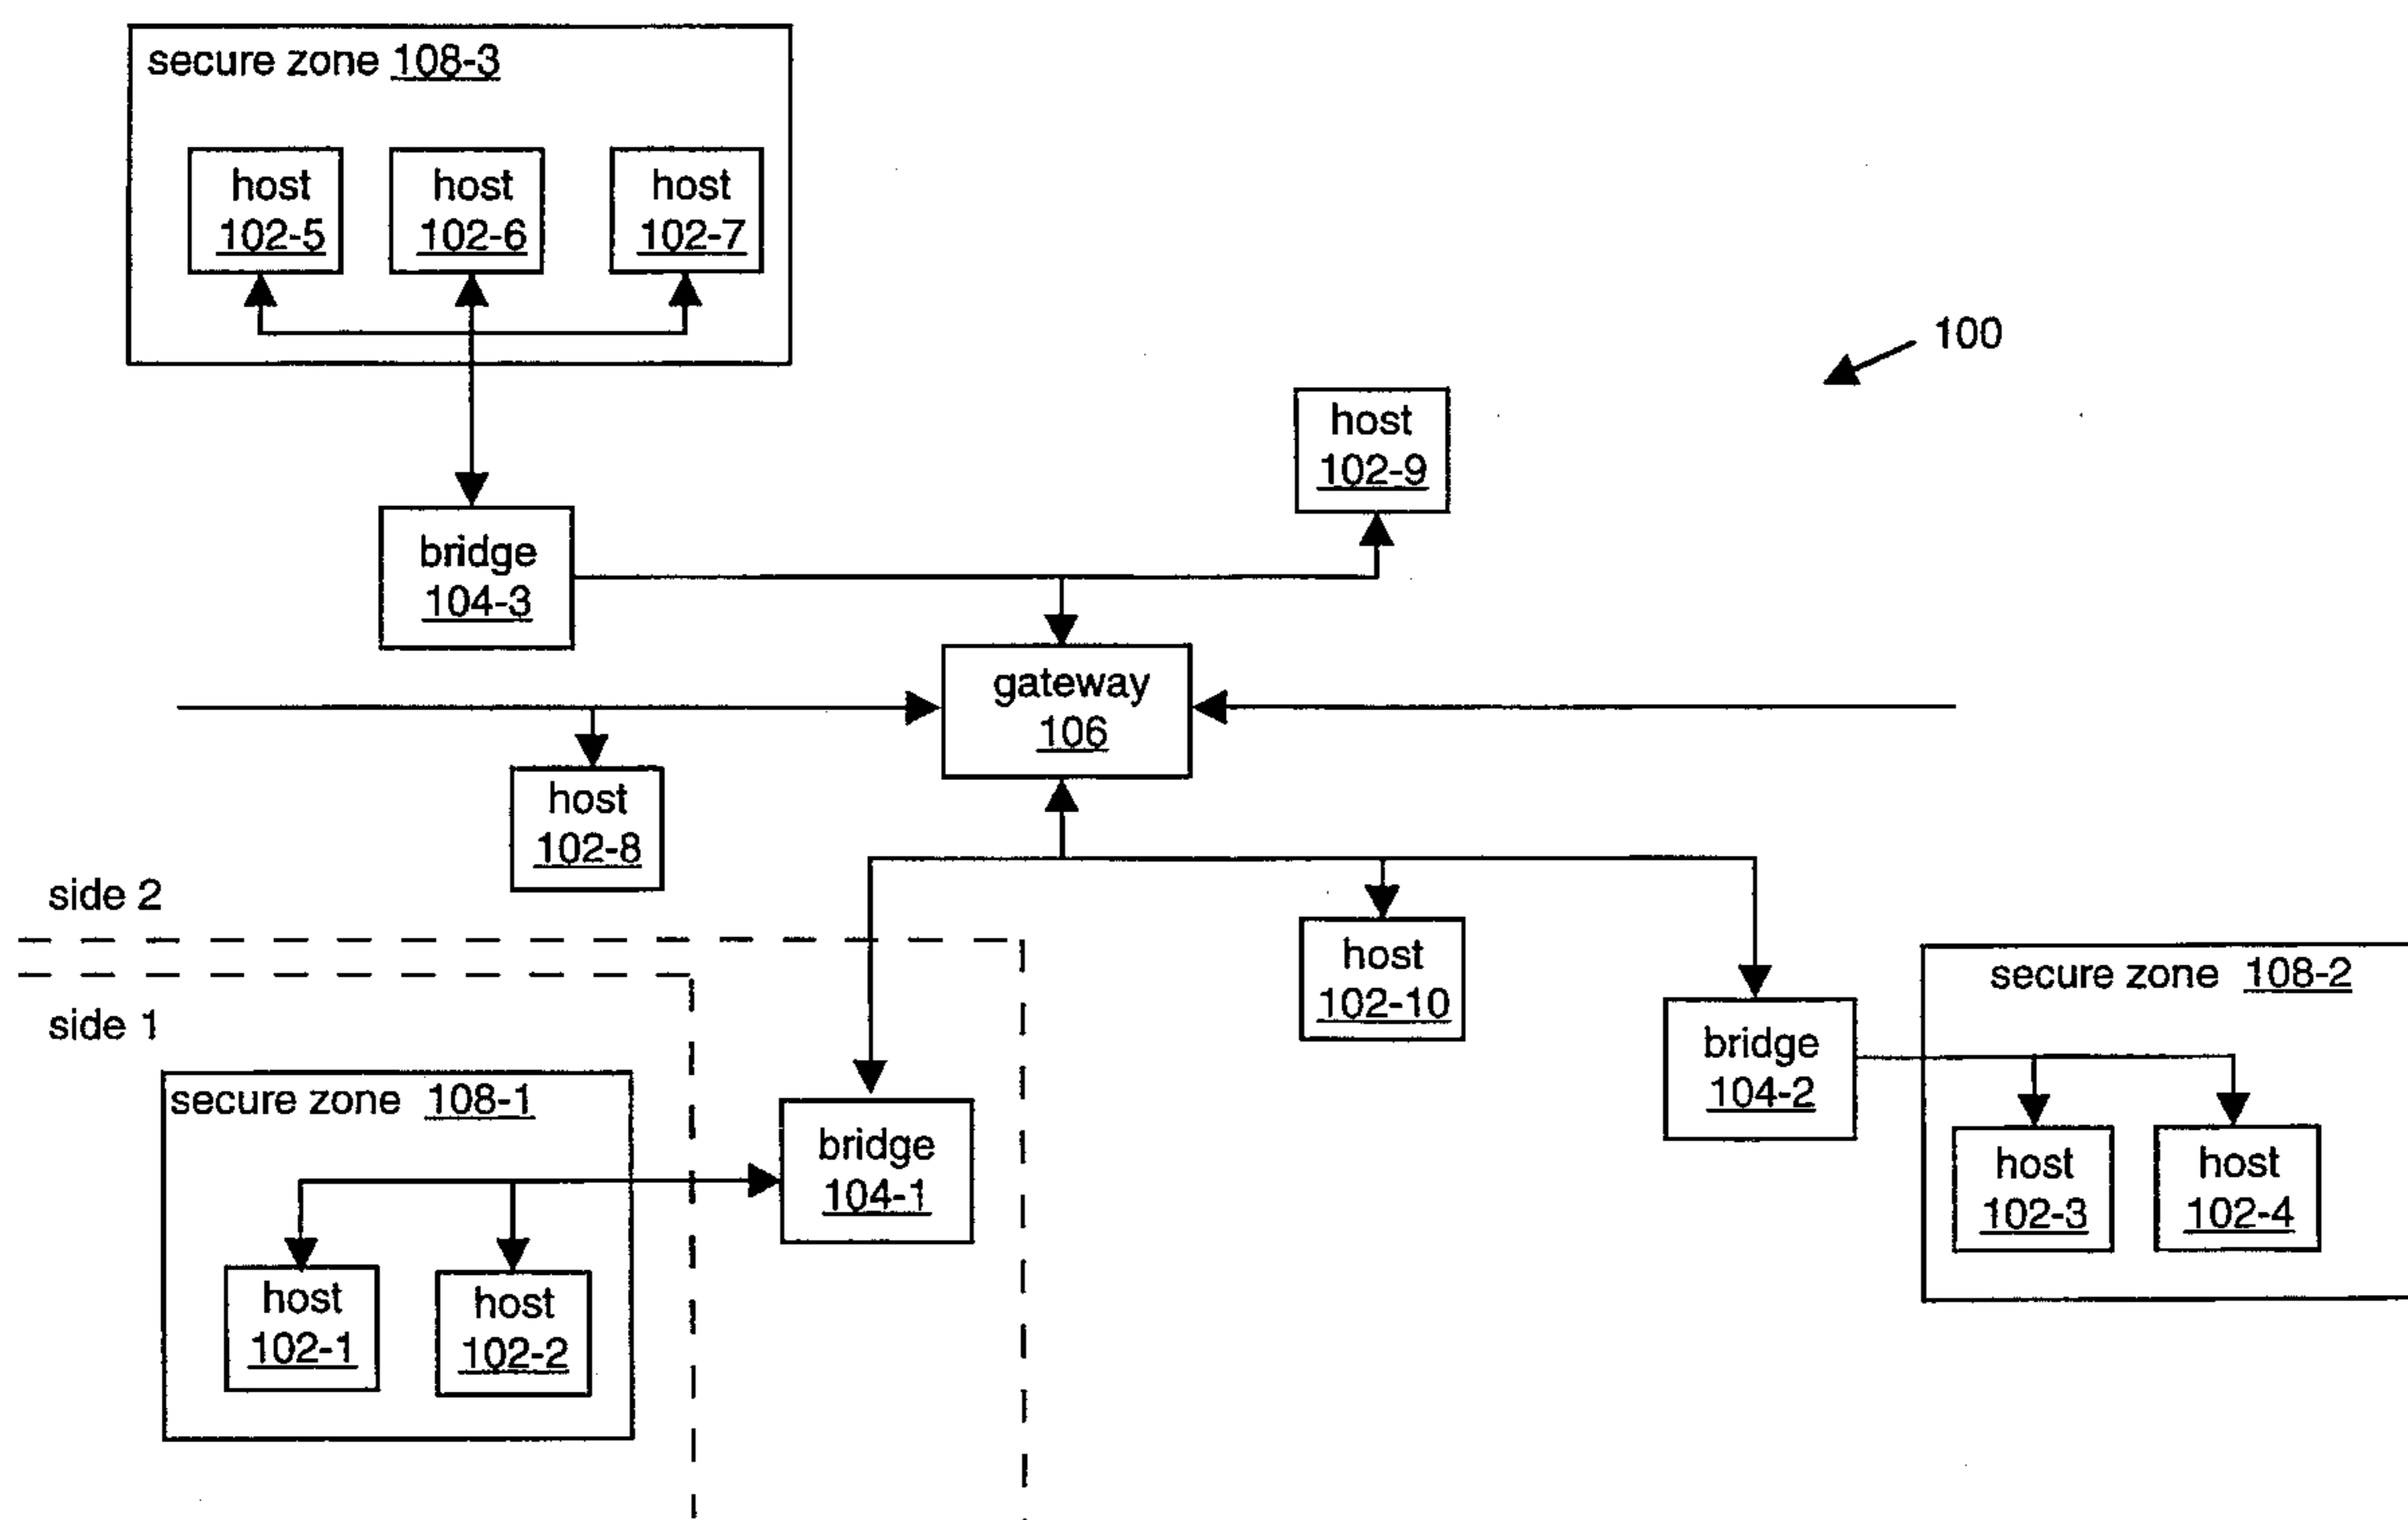 secure zone 108-3
host
102-5
host
102-6
host
102-7
100
host
102-9
bridge
104-3
gateway
106
host
102-8
side 2
host
102-10
secure zone 108-2
side 1
bridge
104-2
secure zone 108-1
bridge
104-1
host
102-3
host
102-4
host
102-1
host
102-2